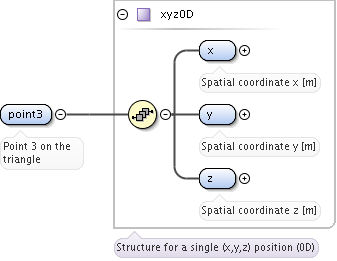 xyz0D
x
Spatial coordinate x [m]
point3
y
Point 3 on the
triangle
Spatial coordinate y [m]
z
Spatial coordinate z [m]
Structure for a single (x,y,z) position (0D)